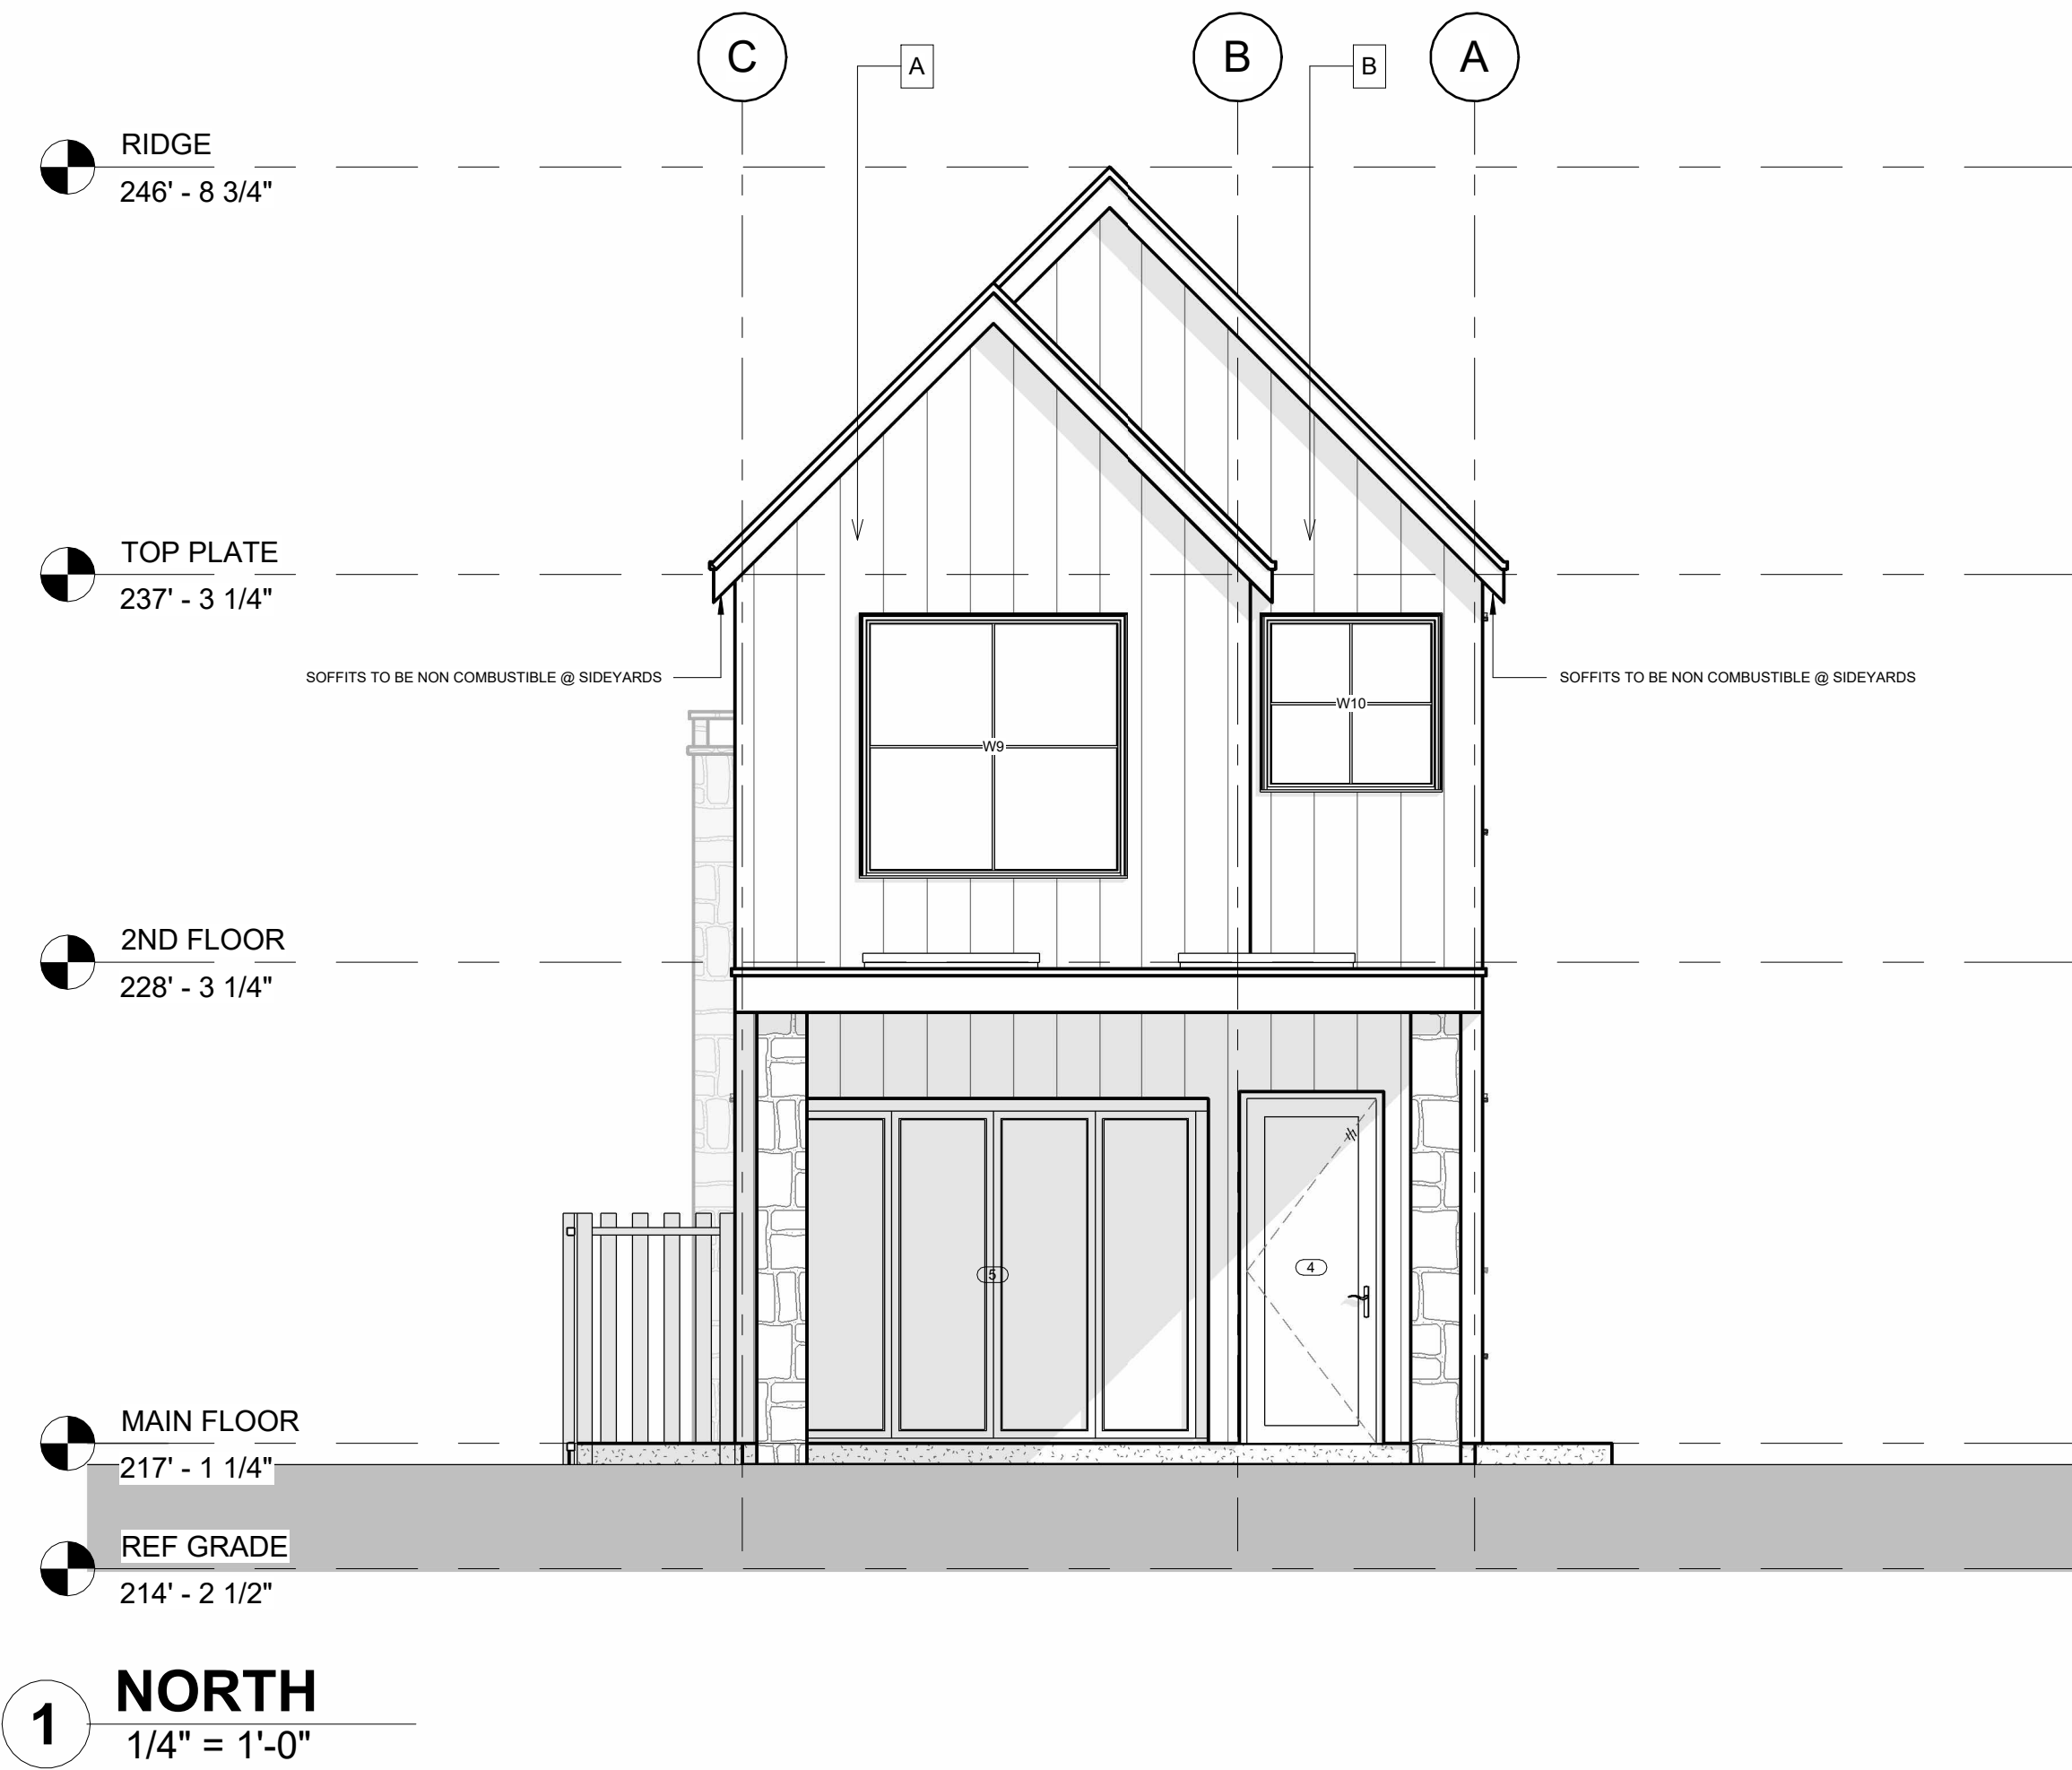 C
A
B
B
A
RIDGE
246' - 8 3/4"
TOP PLATE
237' - 3 1/4"
SOFFITS TO BE NON COMBUSTIBLE @ SIDEYARDS
SOFFITS TO BE NON COMBUSTIBLE @ SIDEYARDS
W10
W9
2ND FLOOR
228' - 3 1/4"
5
4
MAIN FLOOR
217' - 1 1/4"
REF GRADE
214' - 2 1/2"
1
NORTH
1/4" = 1'-0"